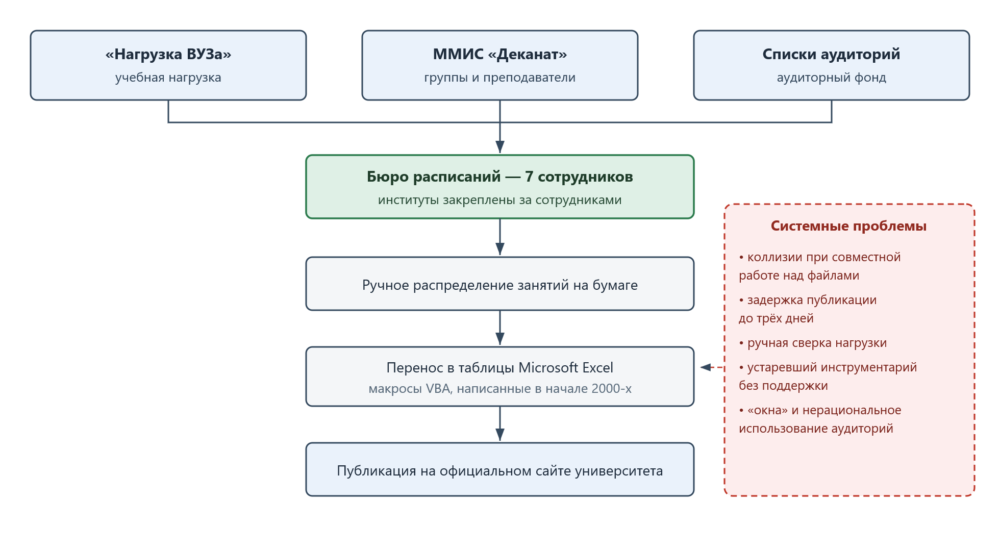 «Нагрузка ВУЗа»
учебная нагрузка
ММИС «Деканат»
группы и преподаватели
Списки аудиторий
аудиторный фонд
Бюро расписаний — 7 сотрудников
институты закреплены за сотрудниками
Ручное распределение занятий на бумаге
Перенос в таблицы Microsoft Excel
макросы VBA, написанные в начале 2000-х
Публикация на официальном сайте университета
Системные проблемы
• коллизии при совместной
работе над файлами
• задержка публикации
до трёх дней
• ручная сверка нагрузки
• устаревший инструментарий
без поддержки
• «окна» и нерациональное
использование аудиторий